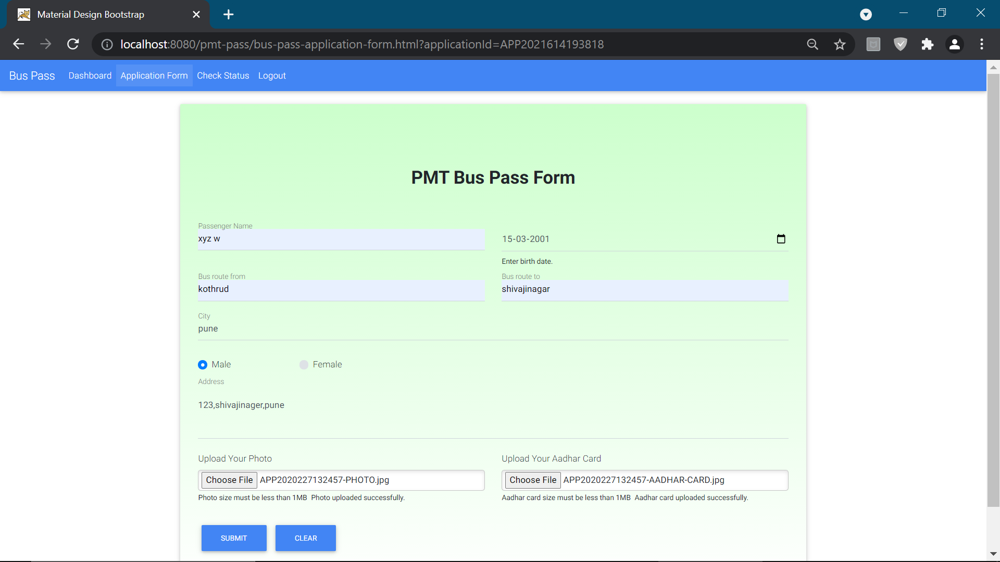 Material Design Bootstrap
localhost:8080/pmt-pass/bus-pass-application-form.html?applicationId=APP2021614193818
Bus Pass Dashboard Application Form Check Status Logout
PMT Bus Pass Form
Passenger Name
xyz w
15-03-2001
Enter birth date.
Bus route from
kothrud
Bus route to
shivajinagar
City
pune
Male Female
Address
123,shivajinager,pune
Upload Your Photo
Choose File APP2020227132457-PHOTO.jpg
Photo size must be less than 1MB Photo uploaded successfully.
Upload Your Aadhar Card
Choose File APP2020227132457-AADHAR-CARD.jpg
Aadhar card size must be less than 1MB Aadhar card uploaded successfully.
SUBMIT CLEAR